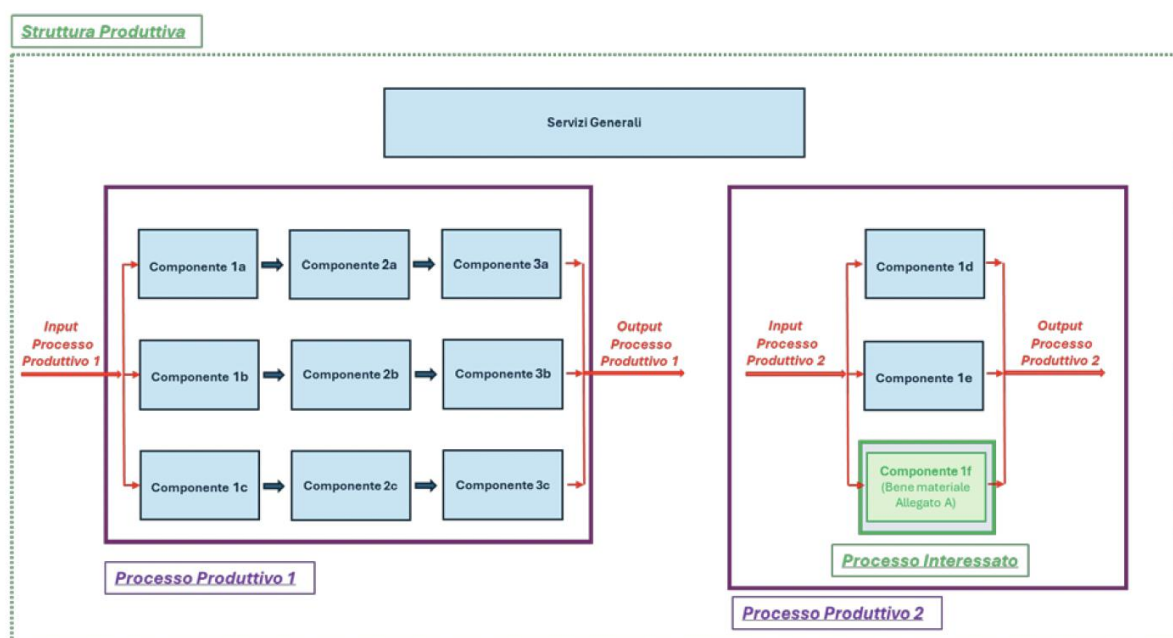 Struttura Produttiva
Servizi Generali
Componente 1a
Componente 2a
Componente 3a
Input
Processo
Produttivo 1
Output
Processo
Produttivo 1
Componente 1b
Componente 2b
Componente 3b
Componente 1c
Componente 2c
Componente 3c
Processo Produttivo 1
Componente 1d
Input
Processo
Produttivo 2
Output
Processo
Produttivo 2
Componente 1e
Componente 1f
(Bene materiale
Allegato A)
Processo Interessato
Processo Produttivo 2